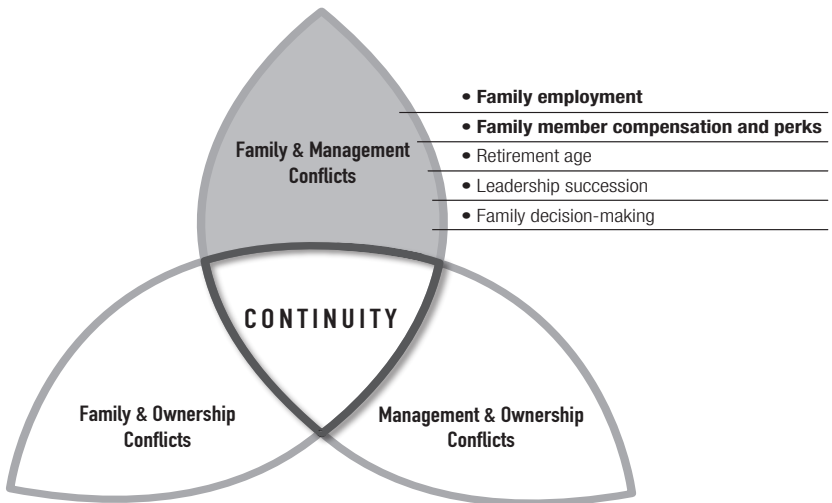 • Family employment
• Family member compensation and perks
• Retirement age
• Leadership succession
• Family decision-making
Family & Management
Conflicts
CONTINUITY
Family & Ownership
Conflicts
Management & Ownership
Conflicts